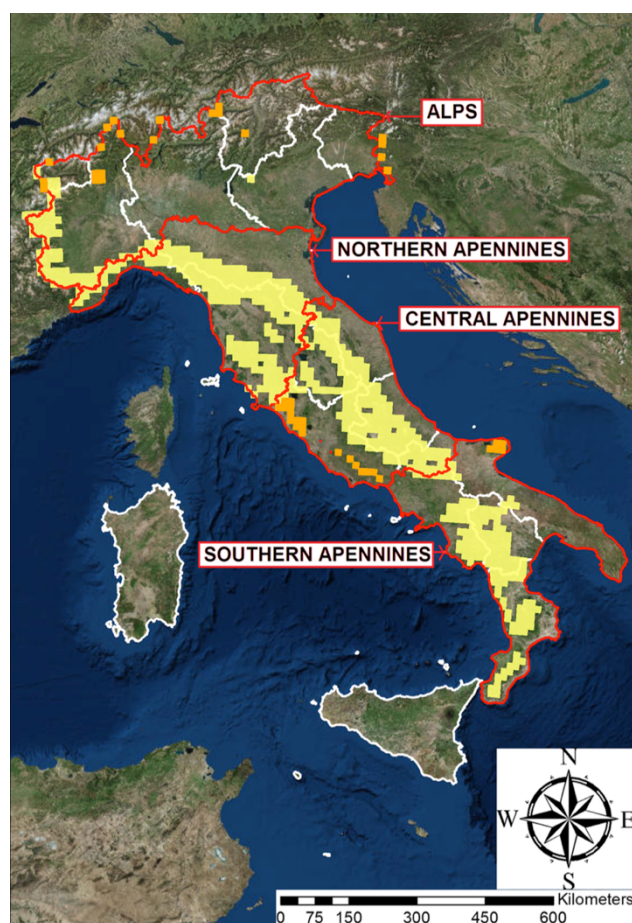 ALPS
NORTHERN APENNINES
CENTRAL APENNINES
SOUTHERN APENNINES
N
W E
S
Kilometers
0 75 150 300 450 600